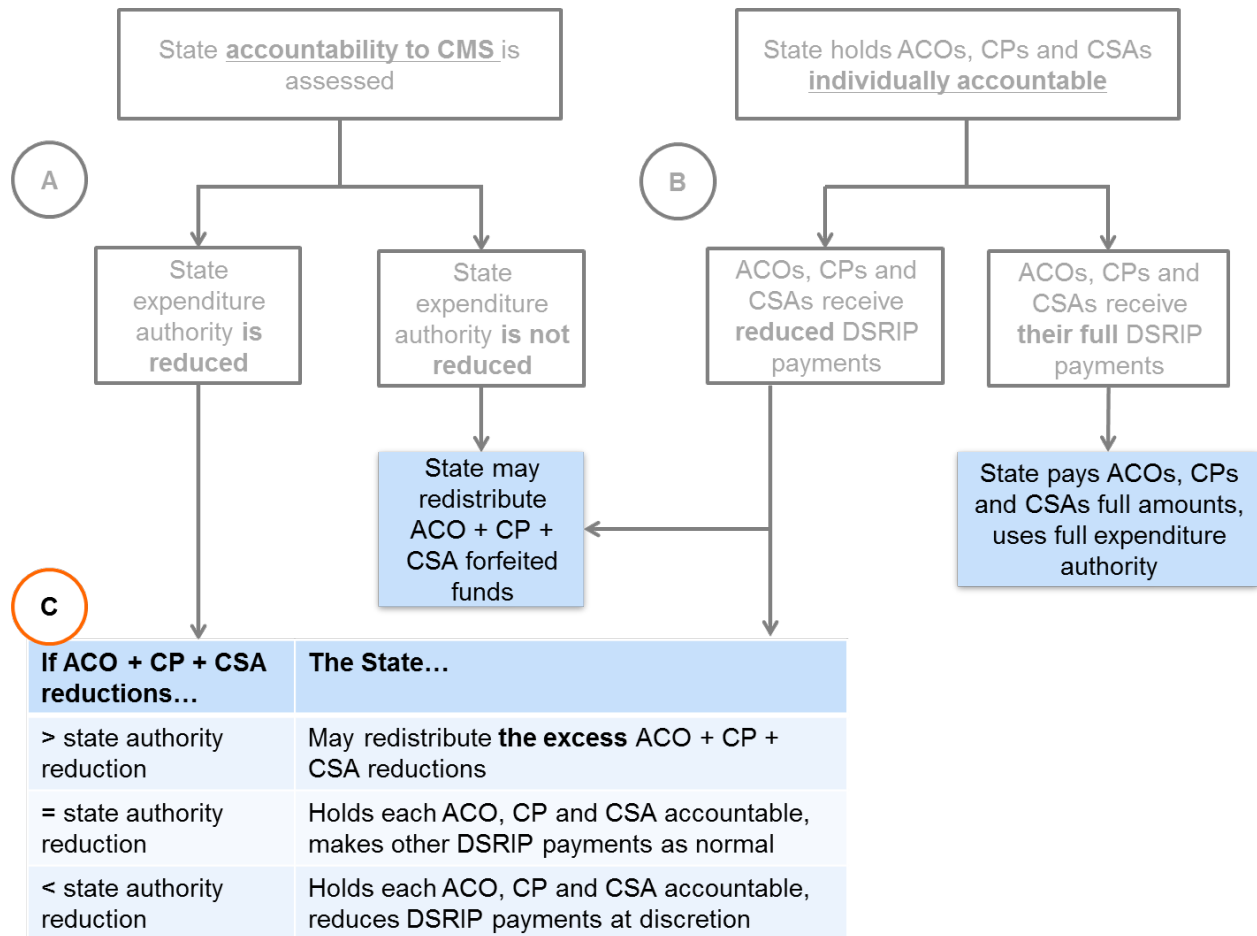 State accountability to CMS is
assessed
State holds ACOs, CPs and CSAs
individually accountable
A
B
State
expenditure
authority is
reduced
State
expenditure
authority is not
reduced
ACOs, CPs and
CSAs receive
reduced DSRIP
payments
ACOs, CPs and
CSAs receive
their full DSRIP
payments
State may
redistribute
ACO + CP +
CSA forfeited
funds
State pays ACOs, CPs
and CSAs full amounts,
uses full expenditure
authority
C
If ACO + CP + CSA
reductions…
The State…
> state authority
reduction
May redistribute the excess ACO + CP +
CSA reductions
= state authority
reduction
Holds each ACO, CP and CSA accountable,
makes other DSRIP payments as normal
< state authority
reduction
Holds each ACO, CP and CSA accountable,
reduces DSRIP payments at discretion